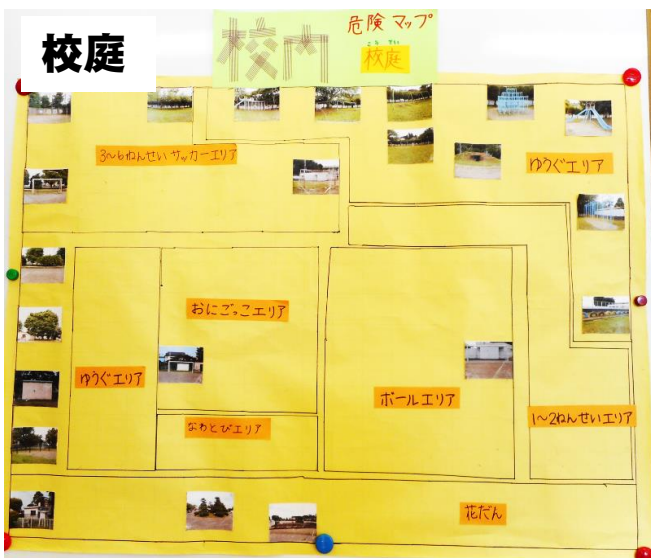 校庭
校内
危険マップ
こうてい
校庭
3〜6ねんせいサッカーエリア
ゆうぐエリア
おにごっこエリア
ゆうぐエリア
ボールエリア
なわとびエリア
1〜2ねんせいエリア
花だん